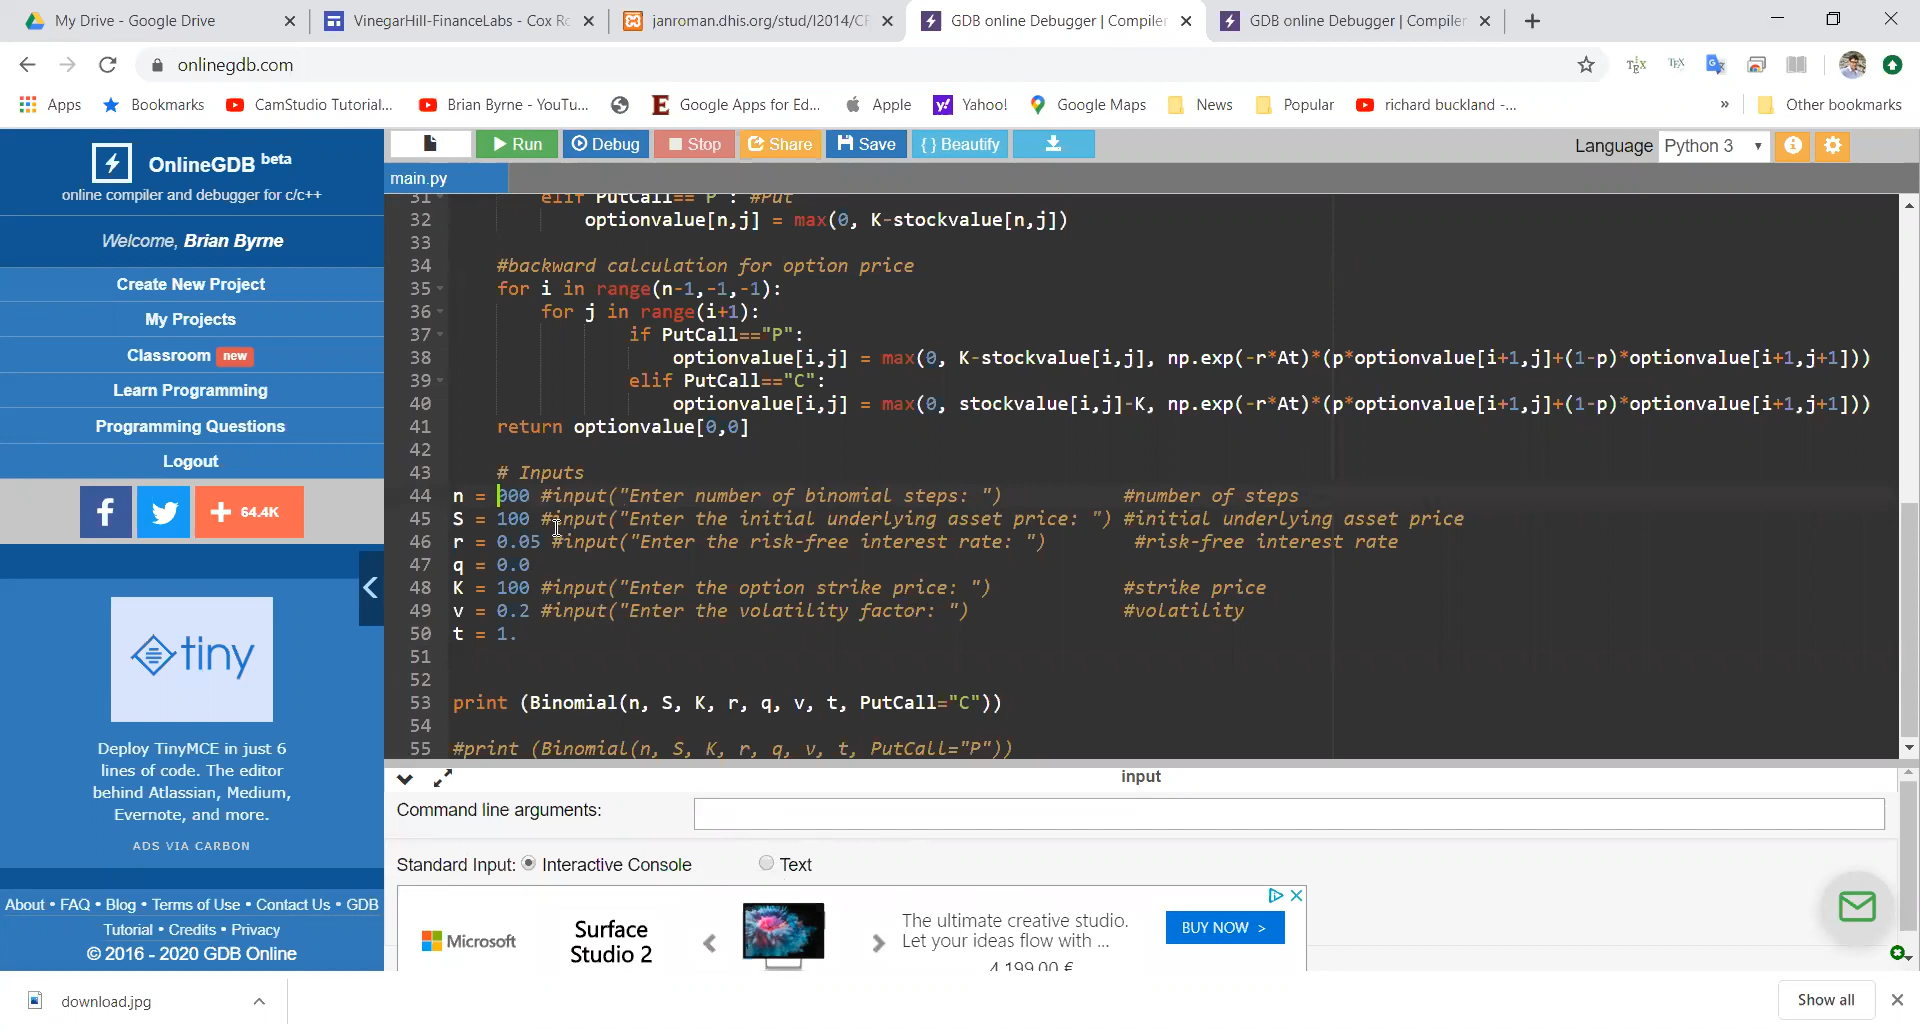 My Drive - Google Drive
VinegarHill-FinanceLabs - Cox Ro
janroman.dhis.org/stud/I2014/CF
GDB online Debugger | Compiler
GDB online Debugger | Compiler
onlinegdb.com
Apps
Bookmarks
CamStudio Tutorial...
Brian Byrne - YouTu...
Google Apps for Ed...
Apple
Yahoo!
Google Maps
News
Popular
richard buckland -...
»
Other bookmarks
OnlineGDB beta
online compiler and debugger for c/c++
Welcome, Brian Byrne
Create New Project
My Projects
Classroom new
Learn Programming
Programming Questions
Logout
64.4K
tiny
Deploy TinyMCE in just 6
lines of code. The editor
behind Atlassian, Medium,
Evernote, and more.
ADS VIA CARBON
About • FAQ • Blog • Terms of Use • Contact Us • GDB
Tutorial • Credits • Privacy
© 2016 - 2020 GDB Online
Run
Debug
Stop
Share
Save
{ } Beautify
Language Python 3
main.py
31 elif PutCall=="P": #Put
32 optionvalue[n,j] = max(0, K-stockvalue[n,j])
33
34 #backward calculation for option price
35 for i in range(n-1,-1,-1):
36 for j in range(i+1):
37 if PutCall=="P":
38 optionvalue[i,j] = max(0, K-stockvalue[i,j], np.exp(-r*At)*(p*optionvalue[i+1,j]+(1-p)*optionvalue[i+1,j+1]))
39 elif PutCall=="C":
40 optionvalue[i,j] = max(0, stockvalue[i,j]-K, np.exp(-r*At)*(p*optionvalue[i+1,j]+(1-p)*optionvalue[i+1,j+1]))
41 return optionvalue[0,0]
42
43 # Inputs
44 n = 000 #input("Enter number of binomial steps: ") #number of steps
45 S = 100 #input("Enter the initial underlying asset price: ") #initial underlying asset price
46 r = 0.05 #input("Enter the risk-free interest rate: ") #risk-free interest rate
47 q = 0.0
48 K = 100 #input("Enter the option strike price: ") #strike price
49 v = 0.2 #input("Enter the volatility factor: ") #volatility
50 t = 1.
51
52
53 print (Binomial(n, S, K, r, q, v, t, PutCall="C"))
54
55 #print (Binomial(n, S, K, r, q, v, t, PutCall="P"))
input
Command line arguments:
Standard Input: Interactive Console Text
Microsoft
Surface
Studio 2
The ultimate creative studio.
Let your ideas flow with ...
4.199,00 €
BUY NOW >
download.jpg
Show all